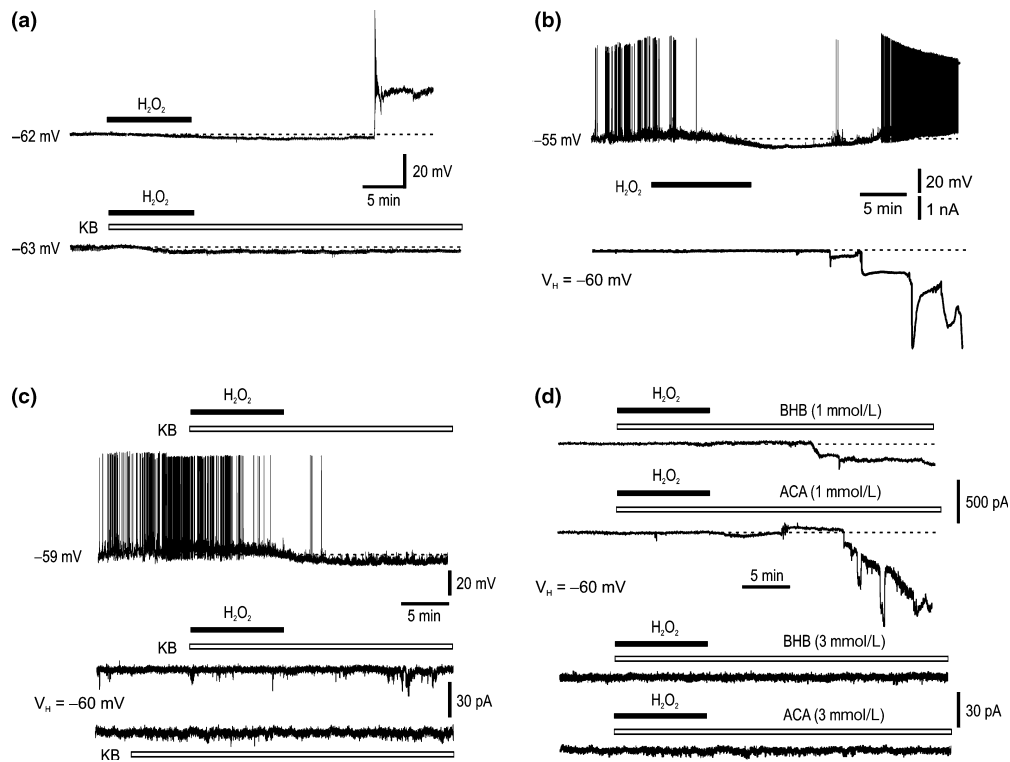 (a)
H₂O₂
–62 mV
20 mV
5 min
H₂O₂
KB
–63 mV
(b)
–55 mV
H₂O₂
20 mV
5 min
1 nA
V_H = –60 mV
(c)
H₂O₂
KB
–59 mV
20 mV
5 min
H₂O₂
KB
V_H = –60 mV
30 pA
KB
(d)
H₂O₂
BHB (1 mmol/L)
H₂O₂
ACA (1 mmol/L)
500 pA
5 min
V_H = –60 mV
H₂O₂
BHB (3 mmol/L)
H₂O₂
ACA (3 mmol/L)
30 pA